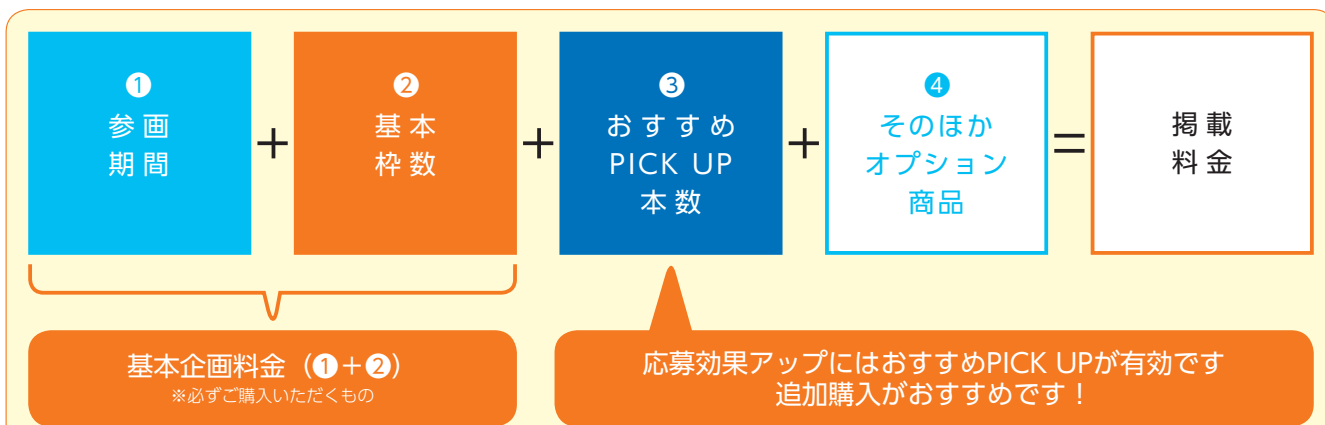 ❶
参画
期間
+
❷
基本
枠数
+
❸
おすすめ
PICK UP
本数
+
❹
そのほか
オプション
商品
=
掲載
料金
基本企画料金(❶+❷)
※必ずご購入いただくもの
応募効果アップにはおすすめPICK UPが有効です
追加購入がおすすめです!